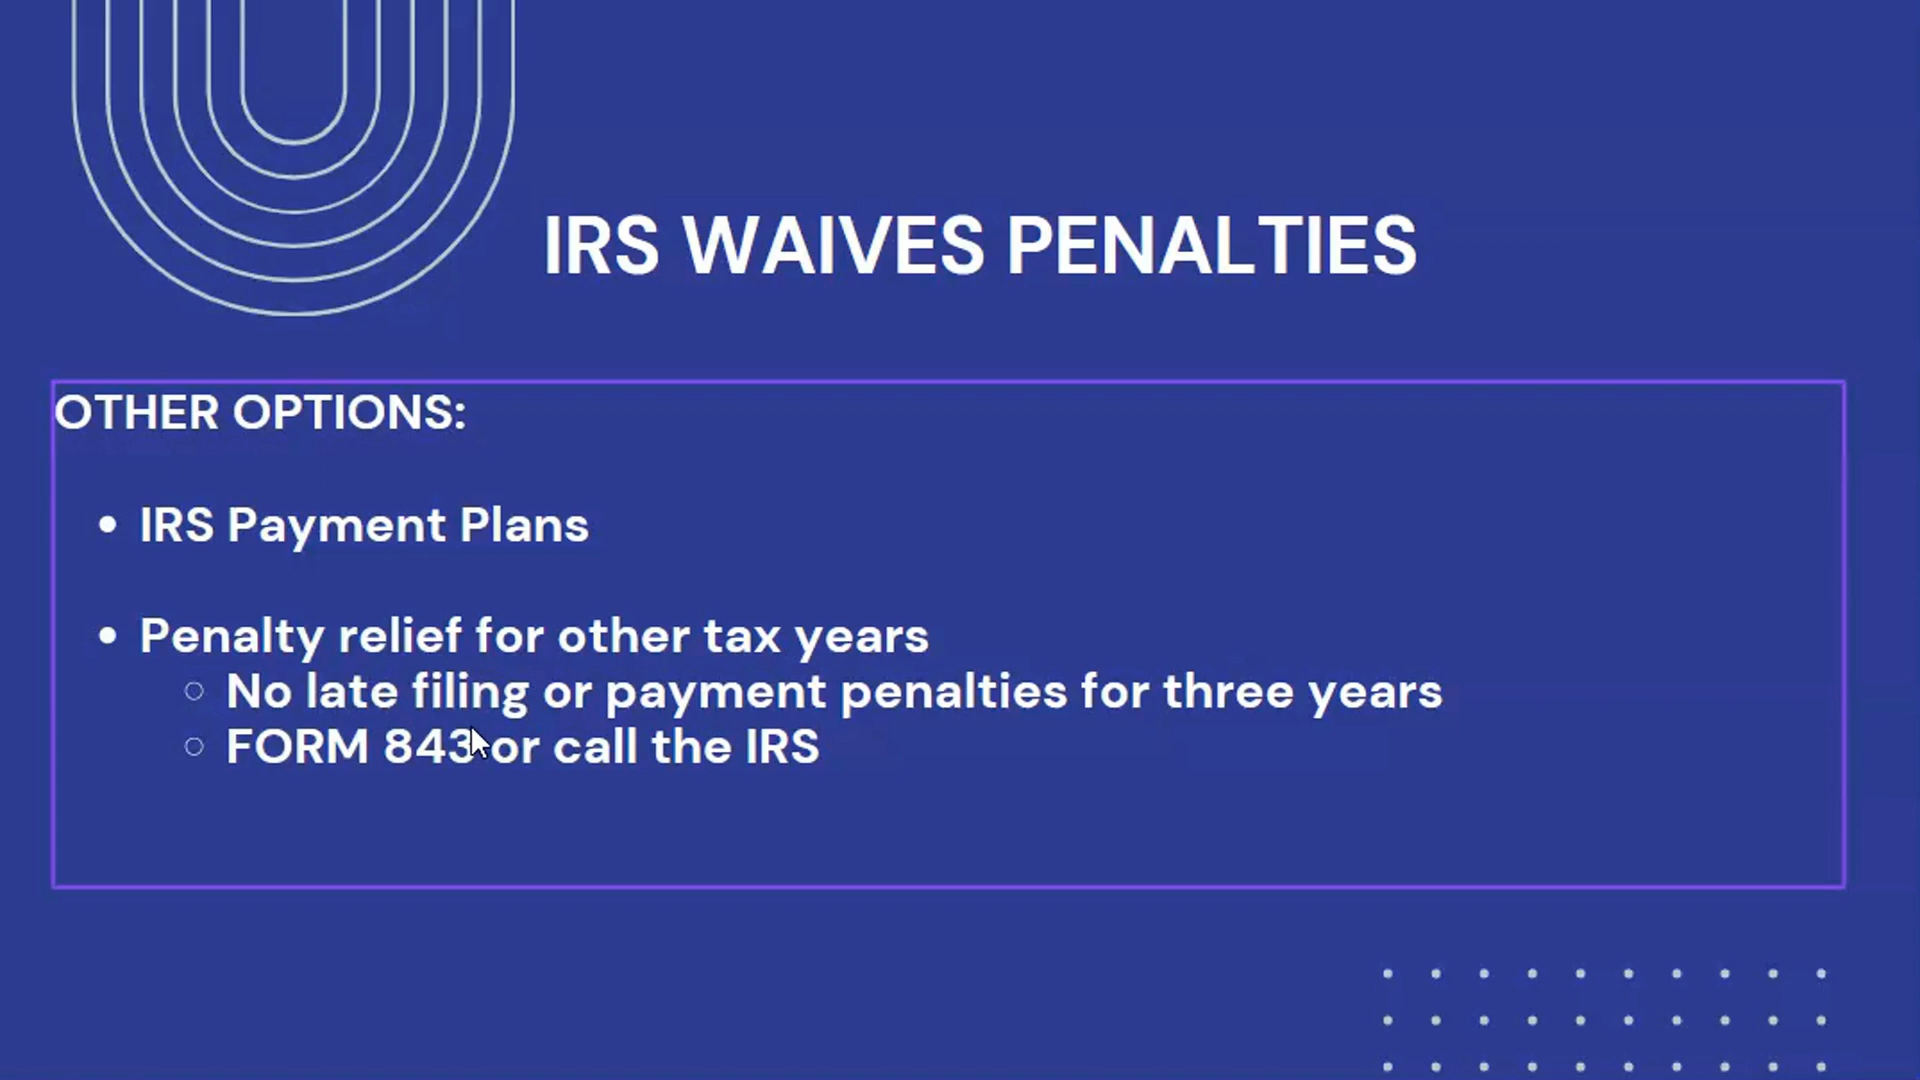 IRS WAIVES PENALTIES
OTHER OPTIONS:
• IRS Payment Plans
• Penalty relief for other tax years
○ No late filing or payment penalties for three years
○ FORM 843 or call the IRS